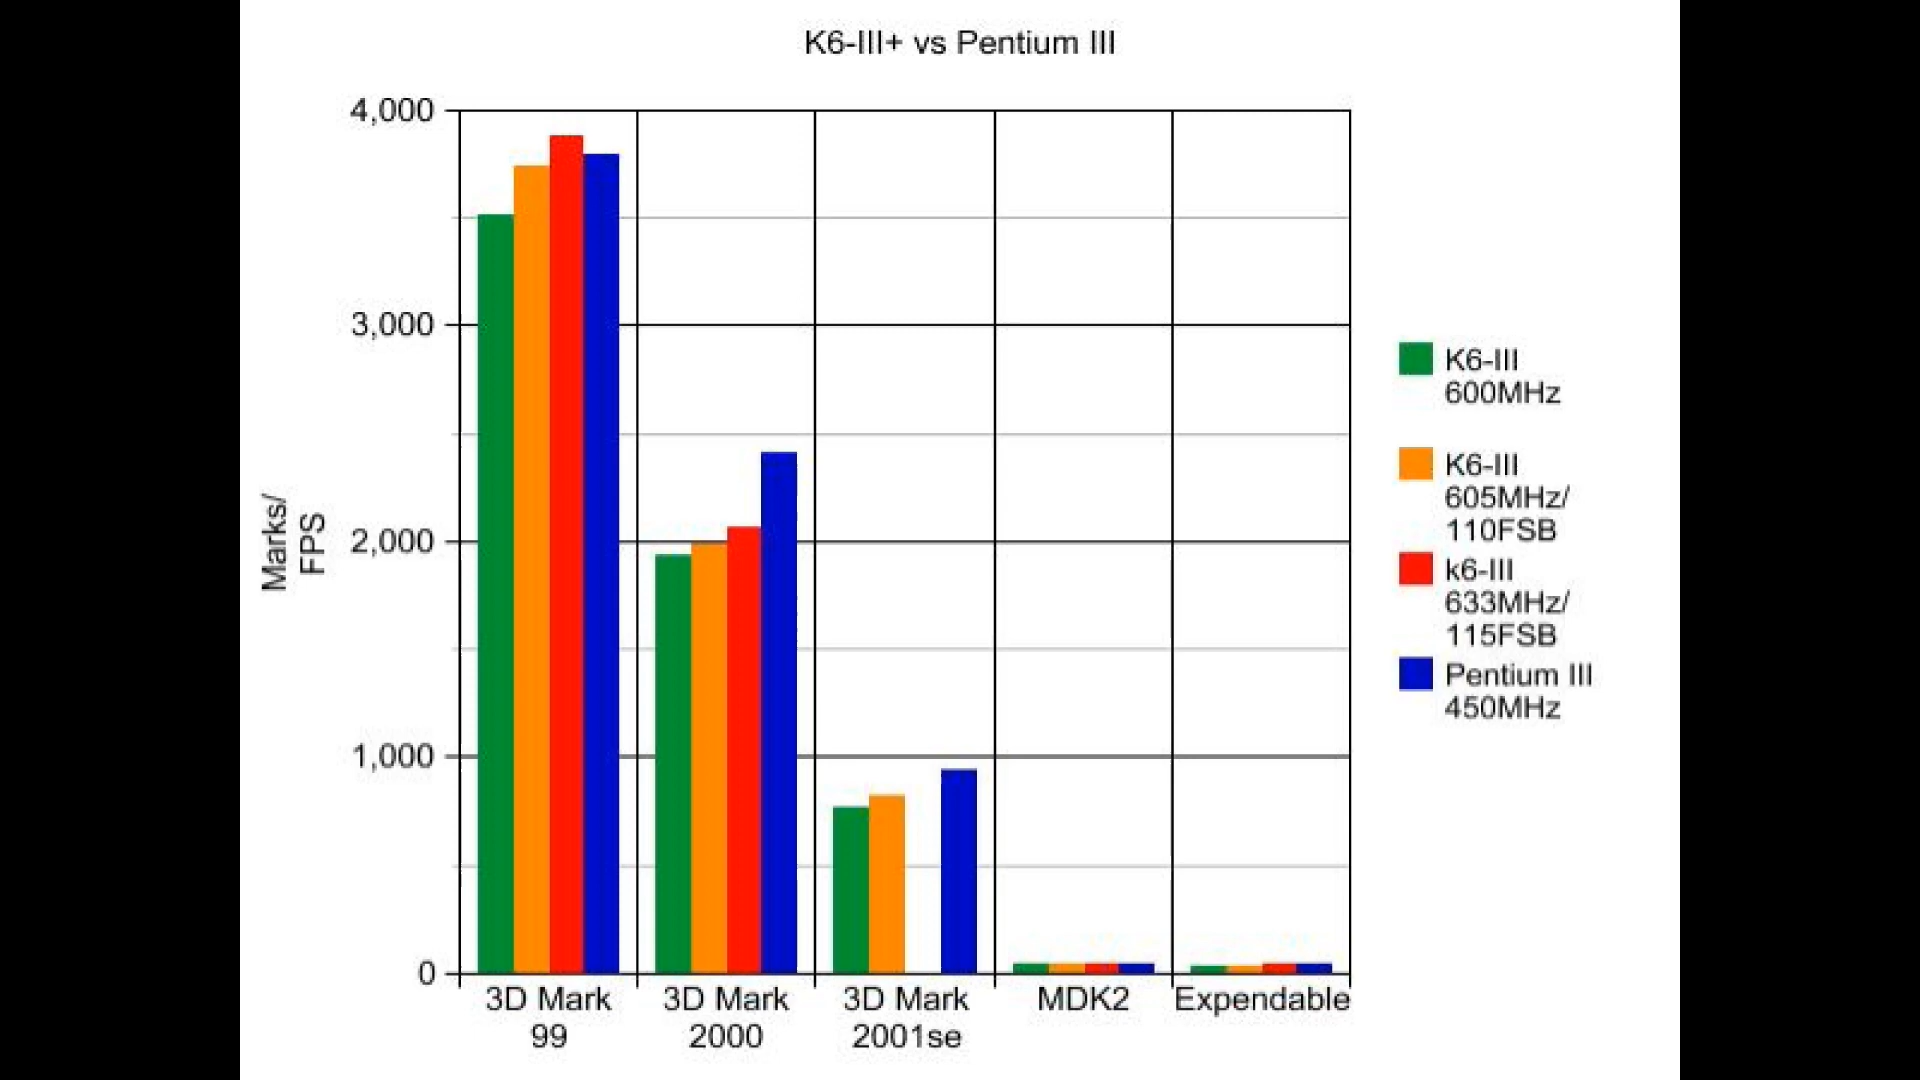 K6-III+ vs Pentium III
4,000
3,000
2,000
1,000
0
Marks/
FPS
3D Mark
99
3D Mark
2000
3D Mark
2001se
MDK2
Expendable
K6-III
600MHz
K6-III
605MHz/
110FSB
k6-III
633MHz/
115FSB
Pentium III
450MHz